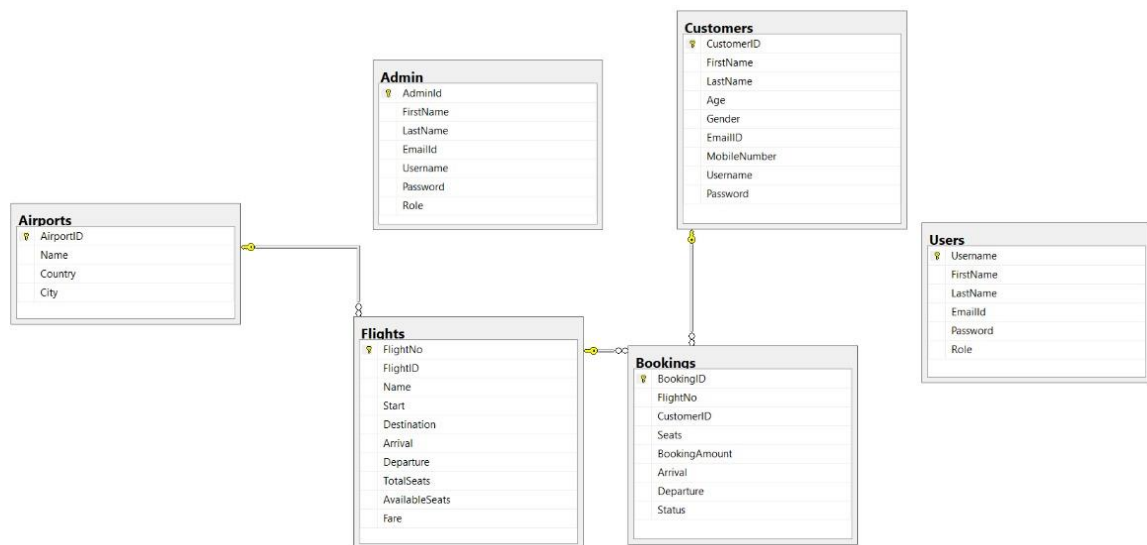 Customers
CustomerID
FirstName
LastName
Age
Gender
EmailID
MobileNumber
Username
Password
Admin
AdminId
FirstName
LastName
EmailId
Username
Password
Role
Airports
AirportID
Name
Country
City
Users
Username
FirstName
LastName
EmailId
Password
Role
Flights
FlightNo
FlightID
Name
Start
Destination
Arrival
Departure
TotalSeats
AvailableSeats
Fare
Bookings
BookingID
FlightNo
CustomerID
Seats
BookingAmount
Arrival
Departure
Status